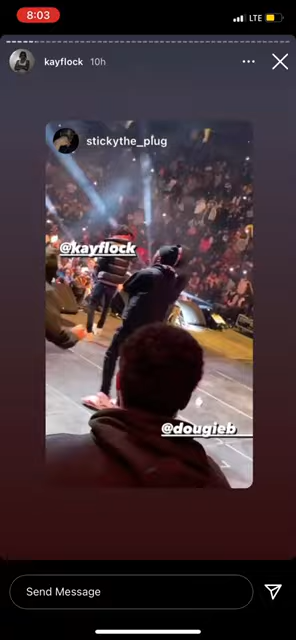 8:03
LTE
kayflock 10h
stickythe_plug
@kayflock
@dougieb
Send Message